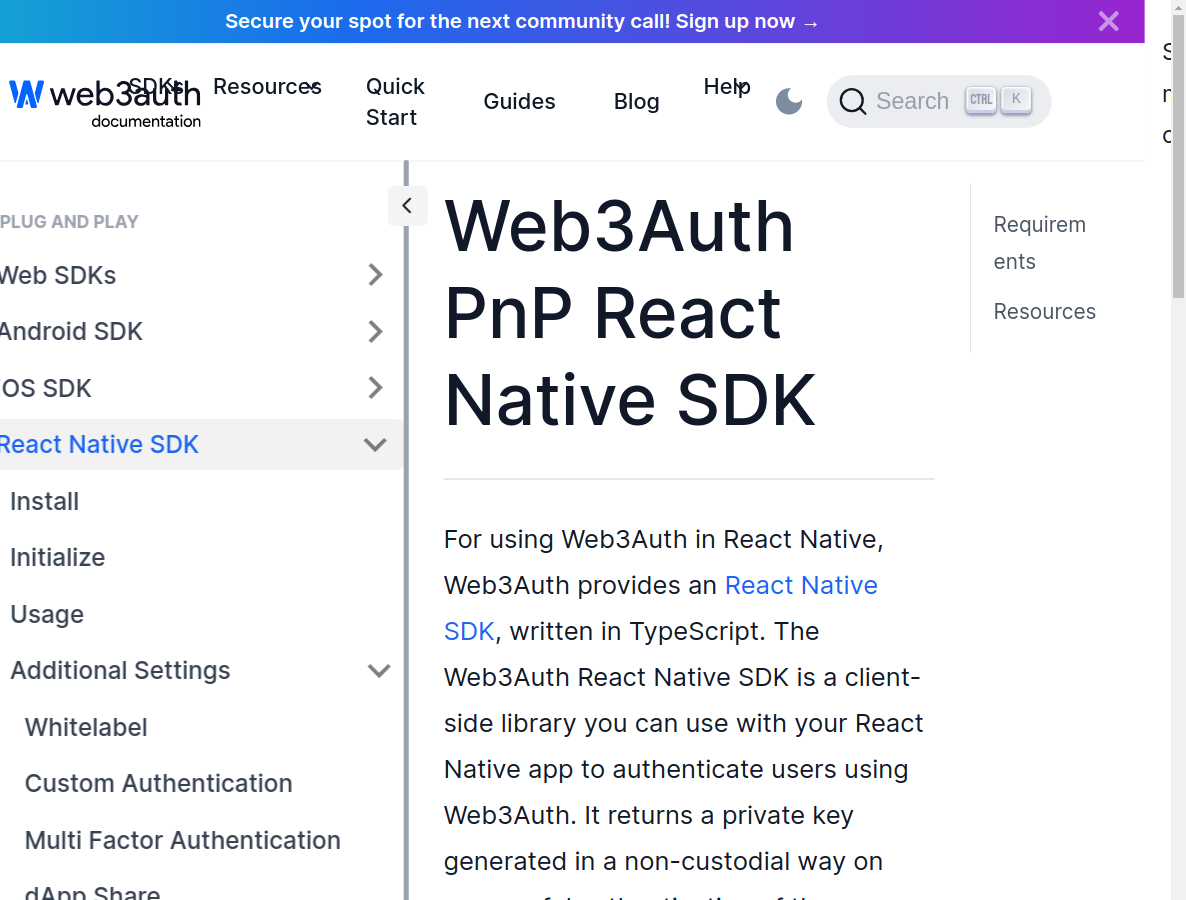 Secure your spot for the next community call! Sign up now →
web3auth
documentation
SDKs
Resources
Quick
Start
Guides
Blog
Help
Search
CTRL
K
PLUG AND PLAY
Web SDKs
Android SDK
iOS SDK
React Native SDK
Install
Initialize
Usage
Additional Settings
Whitelabel
Custom Authentication
Multi Factor Authentication
dApp Share
Web3Auth
PnP React
Native SDK
For using Web3Auth in React Native,
Web3Auth provides an React Native
SDK, written in TypeScript. The
Web3Auth React Native SDK is a client-
side library you can use with your React
Native app to authenticate users using
Web3Auth. It returns a private key
generated in a non-custodial way on
Requirem
ents
Resources